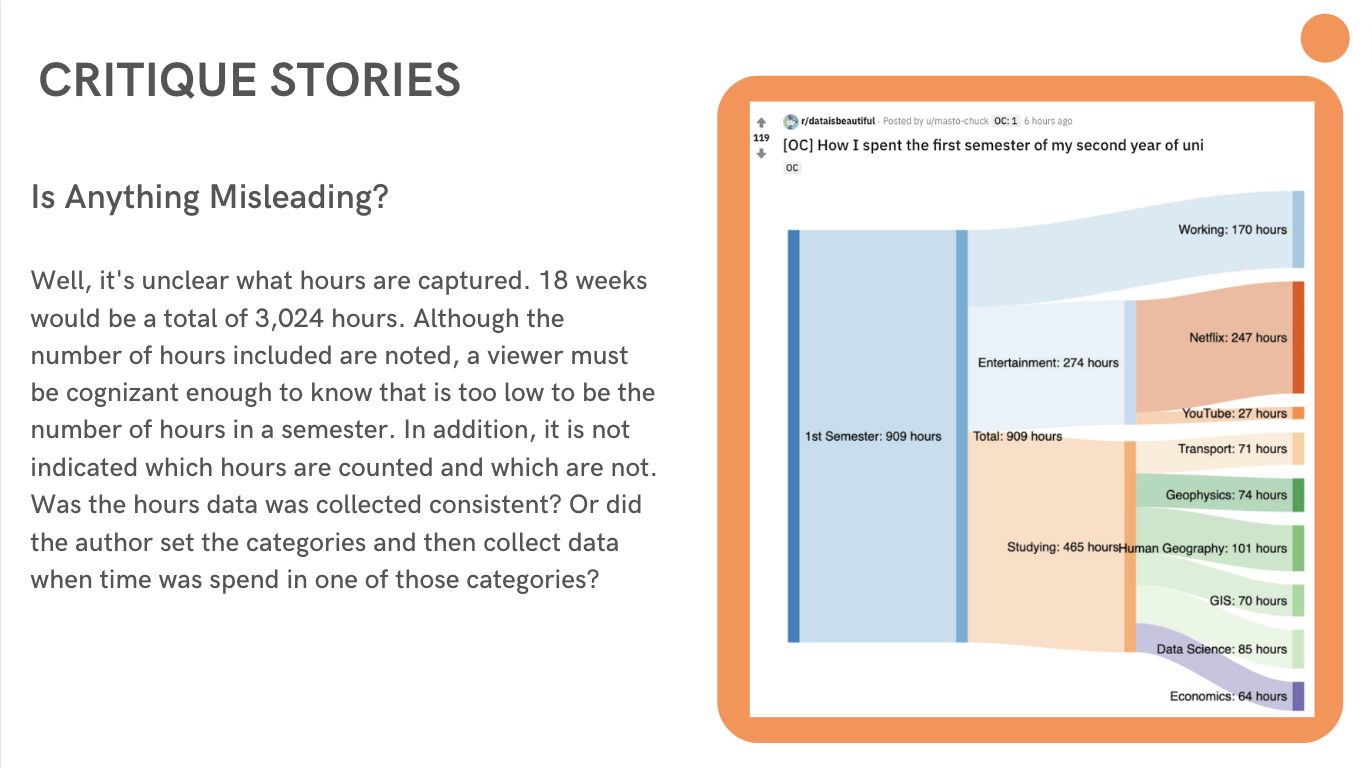 CRITIQUE STORIES
Is Anything Misleading?
Well, it's unclear what hours are captured. 18 weeks
would be a total of 3,024 hours. Although the
number of hours included are noted, a viewer must
be cognizant enough to know that is too low to be the
number of hours in a semester. In addition, it is not
indicated which hours are counted and which are not.
Was the hours data was collected consistent? Or did
the author set the categories and then collect data
when time was spend in one of those categories?
r/dataisbeautiful · Posted by u/masto-chuck OC: 1 6 hours ago
119
[OC] How I spent the first semester of my second year of uni
OC
Working: 170 hours
Netflix: 247 hours
Entertainment: 274 hours
YouTube: 27 hours
1st Semester: 909 hours
Total: 909 hours
Transport: 71 hours
Geophysics: 74 hours
Studying: 465 hours
Human Geography: 101 hours
GIS: 70 hours
Data Science: 85 hours
Economics: 64 hours